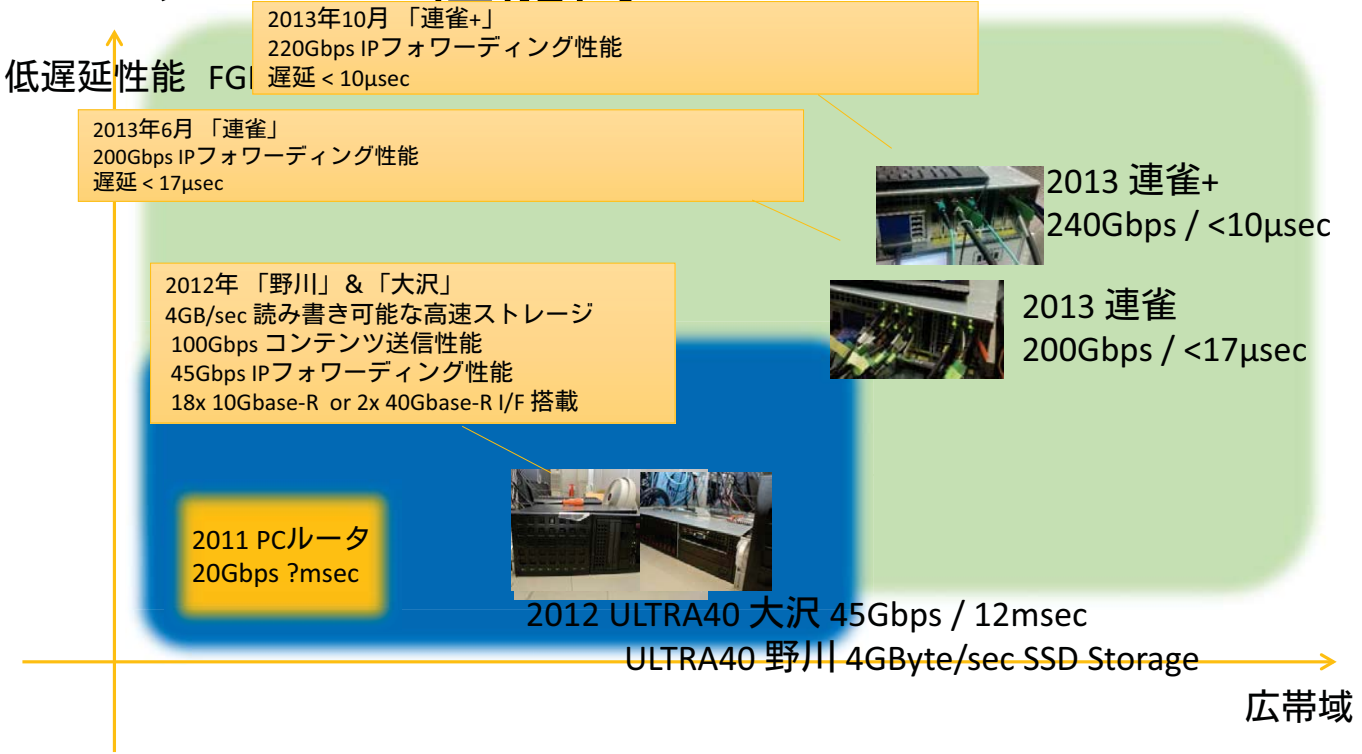 2013年10月 「連雀+」
220Gbps IPフォワーディング性能
遅延 < 10μsec
低遅延性能 FG
2013年6月 「連雀」
200Gbps IPフォワーディング性能
遅延 < 17μsec
2013 連雀+
240Gbps / <10μsec
2012年 「野川」&「大沢」
4GB/sec 読み書き可能な高速ストレージ
100Gbps コンテンツ送信性能
45Gbps IPフォワーディング性能
18x 10Gbase-R or 2x 40Gbase-R I/F 搭載
2013 連雀
200Gbps / <17μsec
2011 PCルータ
20Gbps ?msec
2012 ULTRA40 大沢 45Gbps / 12msec
ULTRA40 野川 4GByte/sec SSD Storage
広帯域